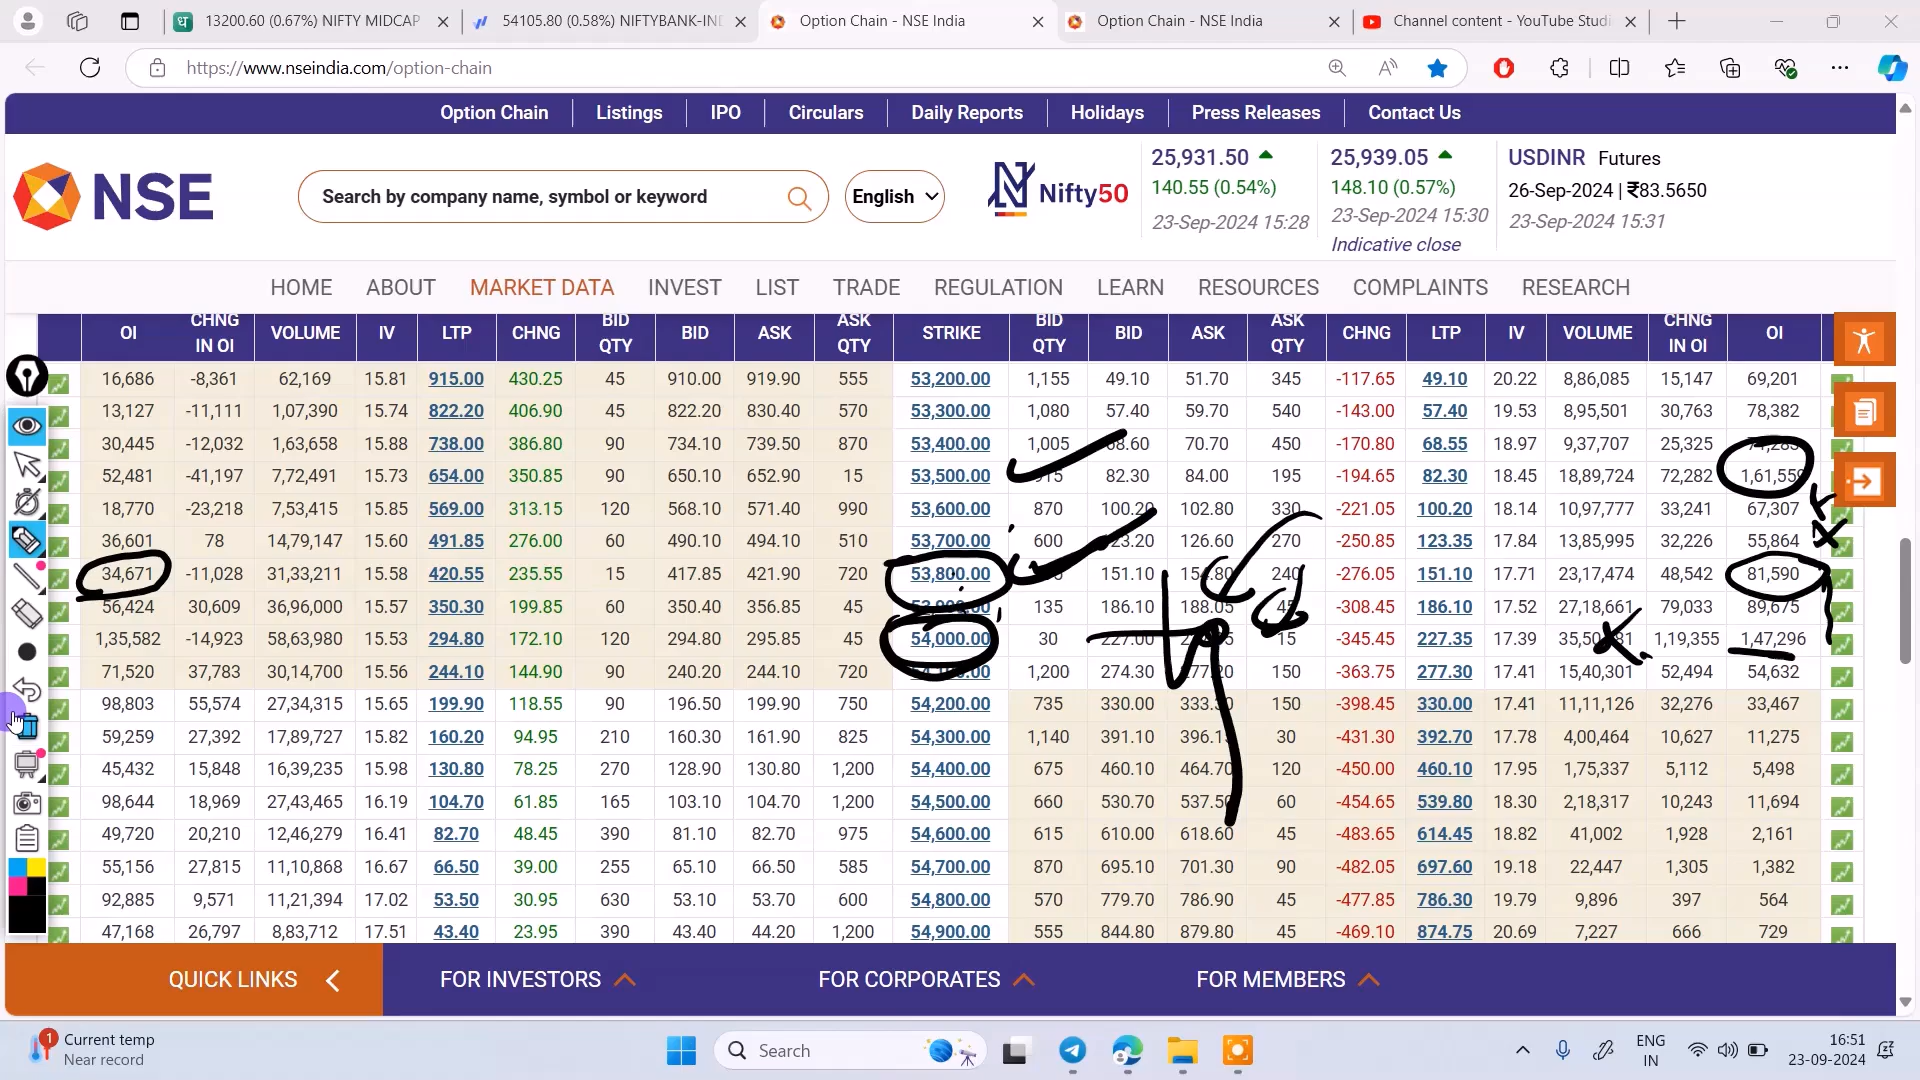 13200.60 (0.67%) NIFTY MIDCAP
54105.80 (0.58%) NIFTYBANK-IND
Option Chain - NSE India
Option Chain - NSE India
Channel content - YouTube Studi
https://www.nseindia.com/option-chain
Option Chain
Listings
IPO
Circulars
Daily Reports
Holidays
Press Releases
Contact Us
NSE
Search by company name, symbol or keyword
English
Nifty50
25,931.50
140.55 (0.54%)
23-Sep-2024 15:28
25,939.05
148.10 (0.57%)
23-Sep-2024 15:30
Indicative close
USDINR Futures
26-Sep-2024 | ₹83.5650
23-Sep-2024 15:31
HOME ABOUT MARKET DATA INVEST LIST TRADE REGULATION LEARN RESOURCES COMPLAINTS RESEARCH
OI CHNG IN OI VOLUME IV LTP CHNG BID QTY BID ASK ASK QTY STRIKE BID QTY BID ASK ASK QTY CHNG LTP IV VOLUME CHNG IN OI OI
16,686 -8,361 62,169 15.81 915.00 430.25 45 910.00 919.90 555 53,200.00 1,155 49.10 51.70 345 -117.65 49.10 20.22 8,86,085 15,147 69,201
13,127 -11,111 1,07,390 15.74 822.20 406.90 45 822.20 830.40 570 53,300.00 1,080 57.40 59.70 540 -143.00 57.40 19.53 8,95,501 30,763 78,382
30,445 -12,032 1,63,658 15.88 738.00 386.80 90 734.10 739.50 870 53,400.00 1,005 70.70 450 -170.80 68.55 18.97 9,37,707 25,325
52,481 -41,197 7,72,491 15.73 654.00 350.85 90 650.10 652.90 15 53,500.00 82.30 84.00 195 -194.65 82.30 18.45 18,89,724 72,282 1,61,559
18,770 -23,218 7,53,415 15.85 569.00 313.15 120 568.10 571.40 990 53,600.00 870 100.20 102.80 330 -221.05 100.20 18.14 10,97,777 33,241 67,307
36,601 78 14,79,147 15.60 491.85 276.00 60 490.10 494.10 510 53,700.00 600 126.60 270 -250.85 123.35 17.84 13,85,995 32,226 55,864
34,671 -11,028 31,33,211 15.58 420.55 235.55 15 417.85 421.90 720 53,800.00 151.10 154.80 240 -276.05 151.10 17.71 23,17,474 48,542 81,590
56,424 30,609 36,96,000 15.57 350.30 199.85 60 350.40 356.85 45 135 186.10 188.05 -308.45 186.10 17.52 27,18,661 79,033 89,675
1,35,582 -14,923 58,63,980 15.53 294.80 172.10 120 294.80 295.85 45 54,000.00 30 227.00 15 -345.45 227.35 17.39 1,19,355 1,47,296
71,520 37,783 30,14,700 15.56 244.10 144.90 90 240.20 244.10 720 1,200 274.30 150 -363.75 277.30 17.41 15,40,301 52,494 54,632
98,803 55,574 27,34,315 15.65 199.90 118.55 90 196.50 199.90 750 54,200.00 735 330.00 150 -398.45 330.00 17.41 11,11,126 32,276 33,467
59,259 27,392 17,89,727 15.82 160.20 94.95 210 160.30 161.90 825 54,300.00 1,140 391.10 30 -431.30 392.70 17.78 4,00,464 10,627 11,275
45,432 15,848 16,39,235 15.98 130.80 78.25 270 128.90 130.80 1,200 54,400.00 675 460.10 464.70 120 -450.00 460.10 17.95 1,75,337 5,112 5,498
98,644 18,969 27,43,465 16.19 104.70 61.85 165 103.10 104.70 1,200 54,500.00 660 530.70 60 -454.65 539.80 18.30 2,18,317 10,243 11,694
49,720 20,210 12,46,279 16.41 82.70 48.45 390 81.10 82.70 975 54,600.00 615 610.00 618.60 45 -483.65 614.45 18.82 41,002 1,928 2,161
55,156 27,815 11,10,868 16.67 66.50 39.00 285 65.10 66.50 585 54,700.00 870 695.10 701.30 90 -482.05 697.60 19.18 22,447 1,305 1,382
92,885 9,571 11,21,394 17.02 53.50 30.95 630 53.10 53.70 600 54,800.00 570 779.70 786.90 45 -477.85 786.30 19.79 9,896 397 564
47,168 26,797 8,83,712 17.51 43.40 23.95 390 43.40 44.20 1,200 54,900.00 555 844.80 879.80 45 -469.10 874.75 20.69 7,227 666 729
QUICK LINKS
FOR INVESTORS
FOR CORPORATES
FOR MEMBERS
1
Current temp
Near record
Search
ENG
IN
16:51
23-09-2024